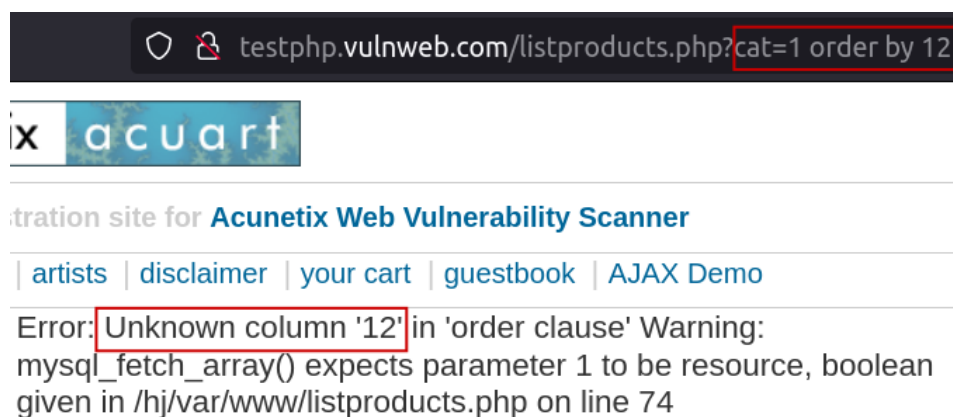 testphp.vulnweb.com/listproducts.php?cat=1 order by 12
ix acuart
tration site for Acunetix Web Vulnerability Scanner
| artists | disclaimer | your cart | guestbook | AJAX Demo
Error: Unknown column '12' in 'order clause' Warning:
mysql_fetch_array() expects parameter 1 to be resource, boolean
given in /hj/var/www/listproducts.php on line 74